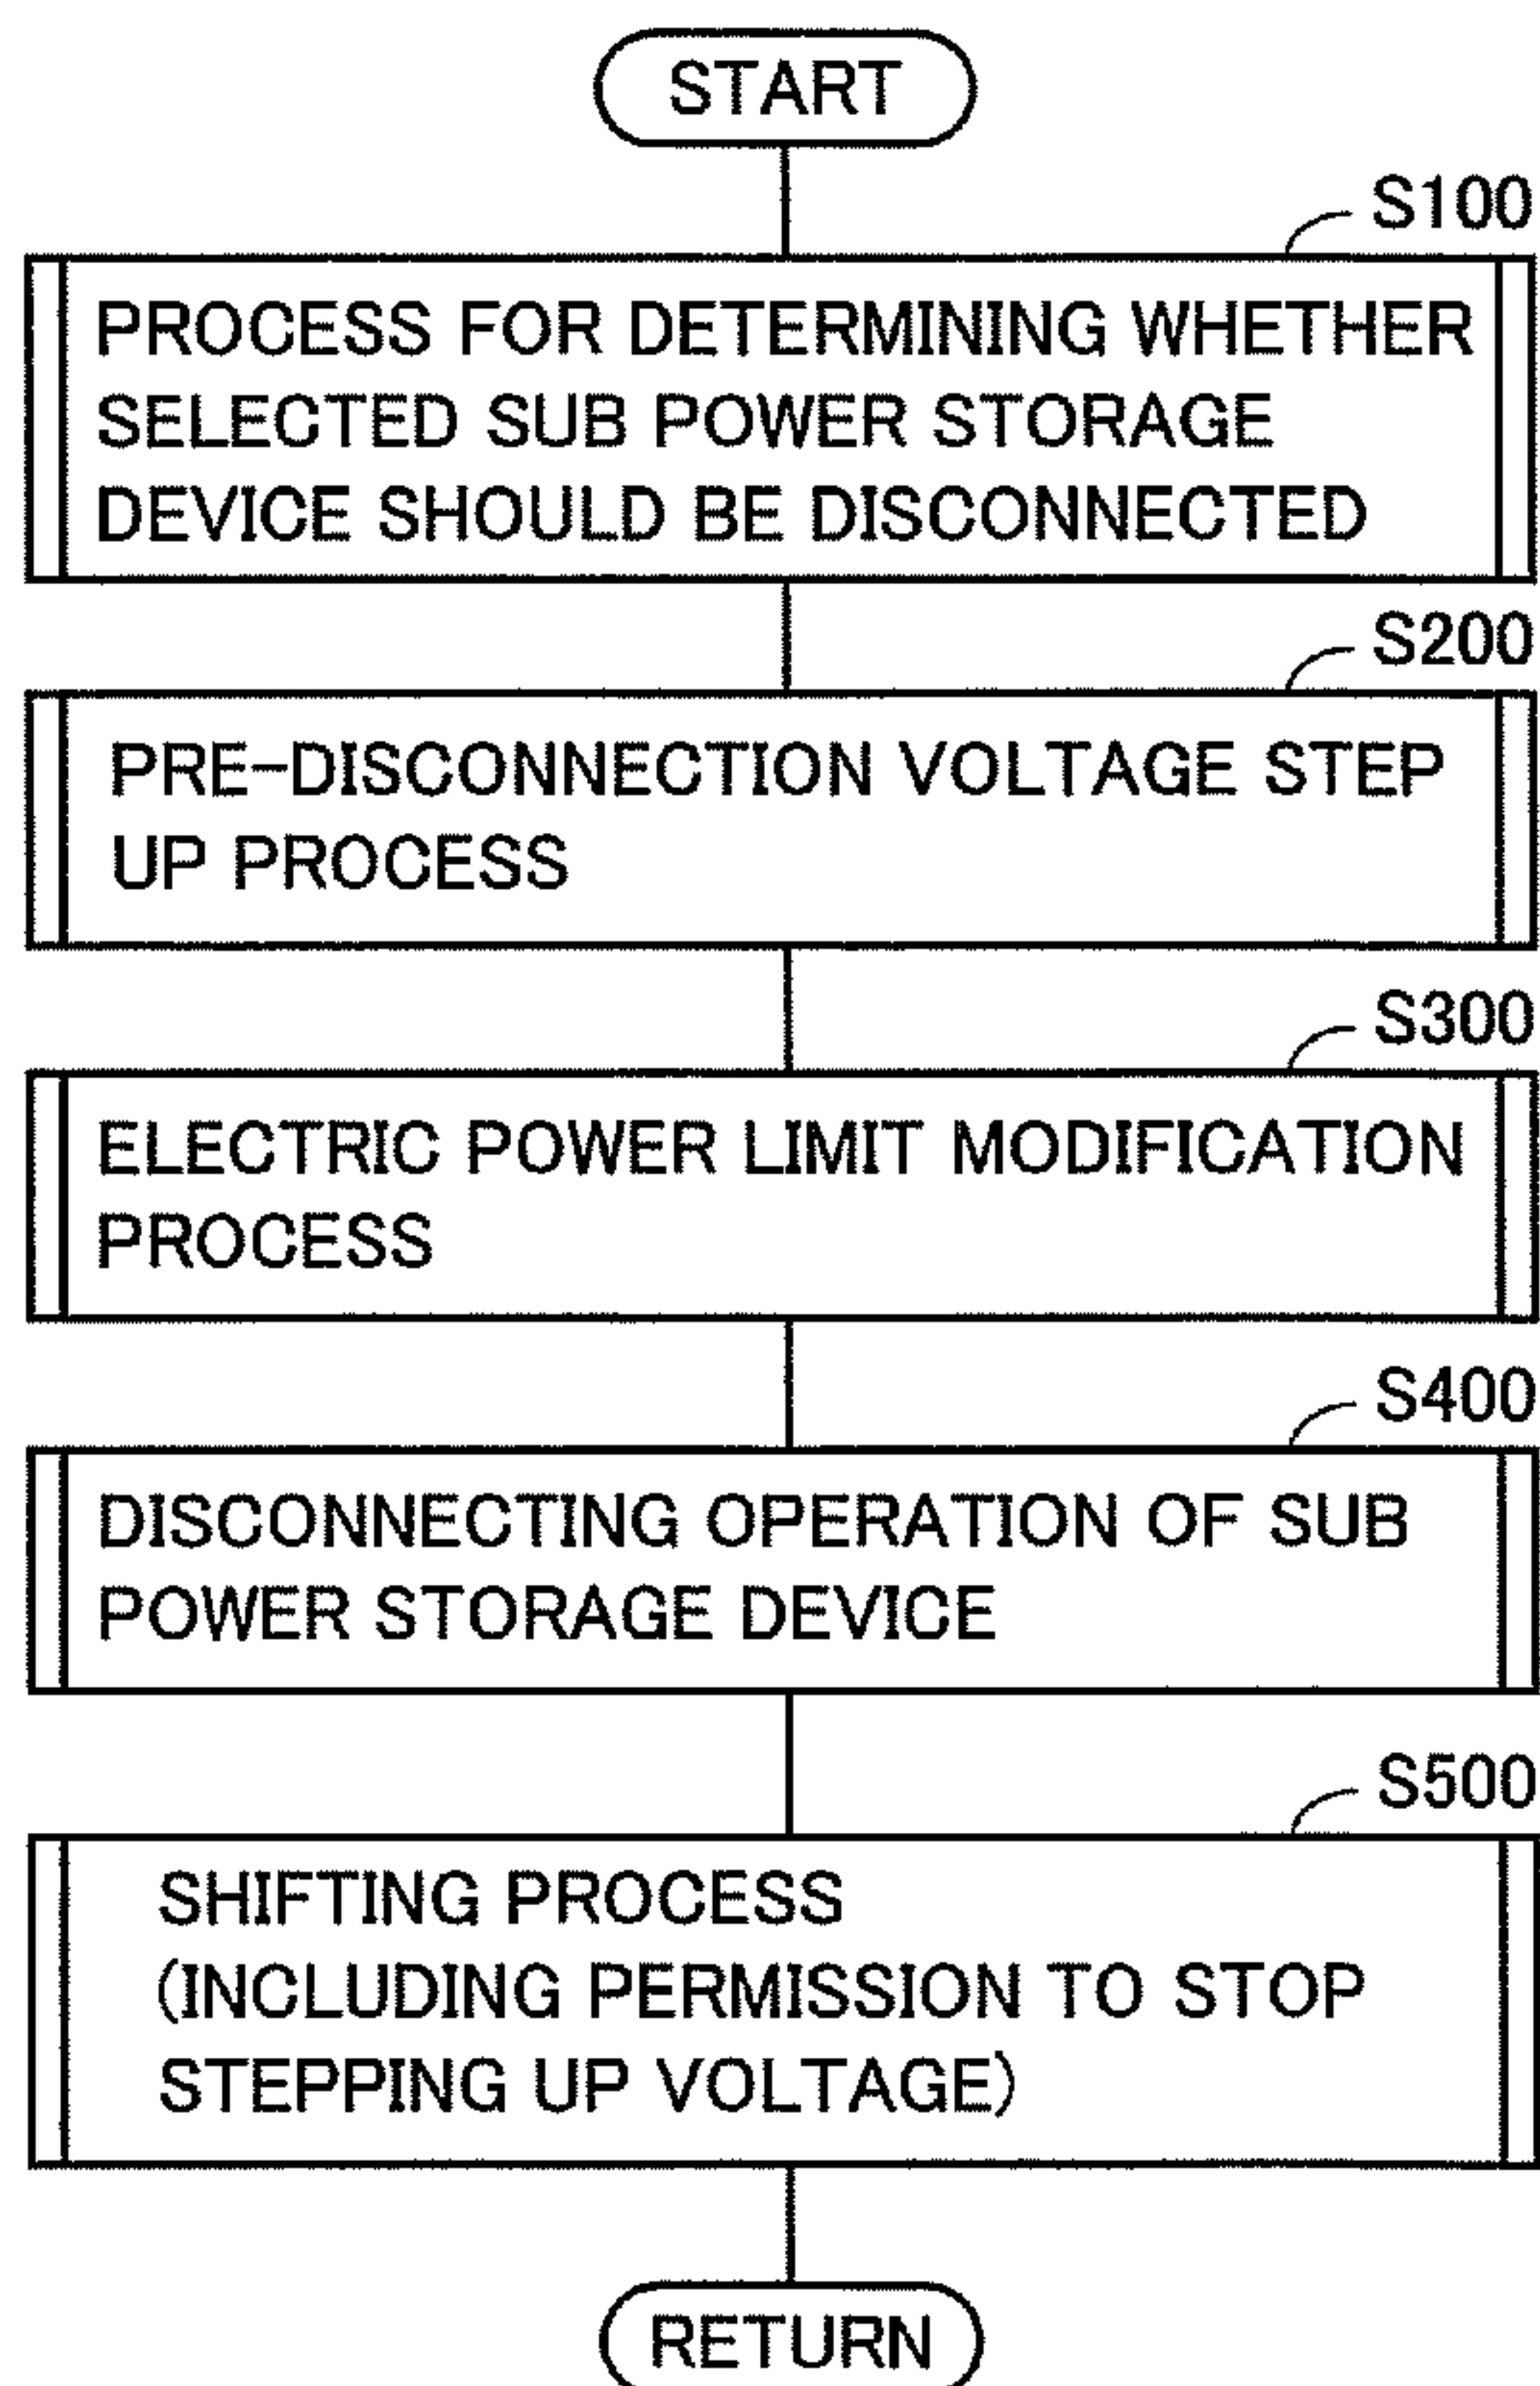 START
S100
PROCESS FOR DETERMINING WHETHER
SELECTED SUB POWER STORAGE
DEVICE SHOULD BE DISCONNECTED
S200
PRE-DISCONNECTION VOLTAGE STEP
UP PROCESS
S300
ELECTRIC POWER LIMIT MODIFICATION
PROCESS
S400
DISCONNECTING OPERATION OF SUB
POWER STORAGE DEVICE
S500
SHIFTING PROCESS
(INCLUDING PERMISSION TO STOP
STEPPING UP VOLTAGE)
RETURN